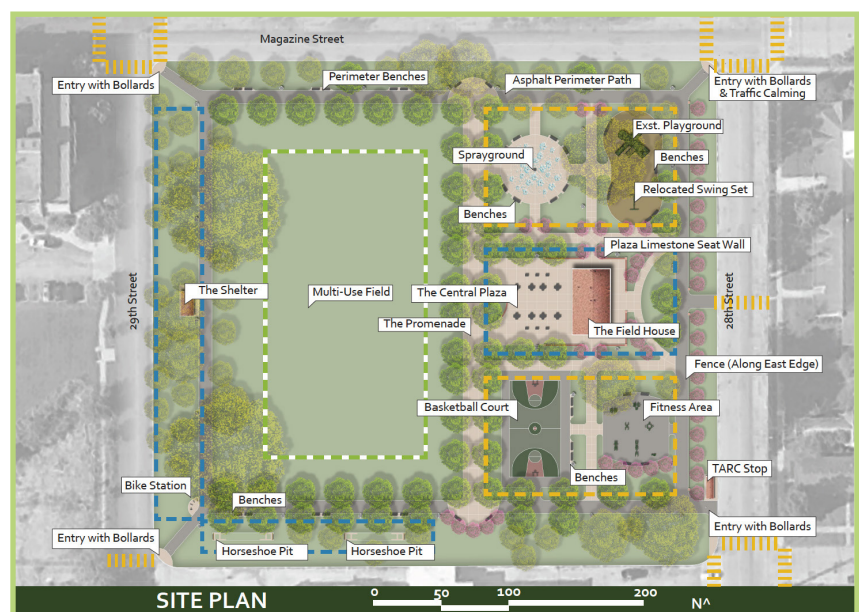 Magazine Street
Perimeter Benches
Asphalt Perimeter Path
Entry with Bollards
Entry with Bollards
& Traffic Calming
Exst. Playground
Sprayground
Benches
Relocated Swing Set
Benches
Plaza Limestone Seat Wall
29th Street
The Shelter
Multi-Use Field
The Central Plaza
28th Street
The Promenade
The Field House
Fence (Along East Edge)
Basketball Court
Fitness Area
TARC Stop
Benches
Bike Station
Benches
Entry with Bollards
Entry with Bollards
Horseshoe Pit
Horseshoe Pit
SITE PLAN
0 50 100 200
N^